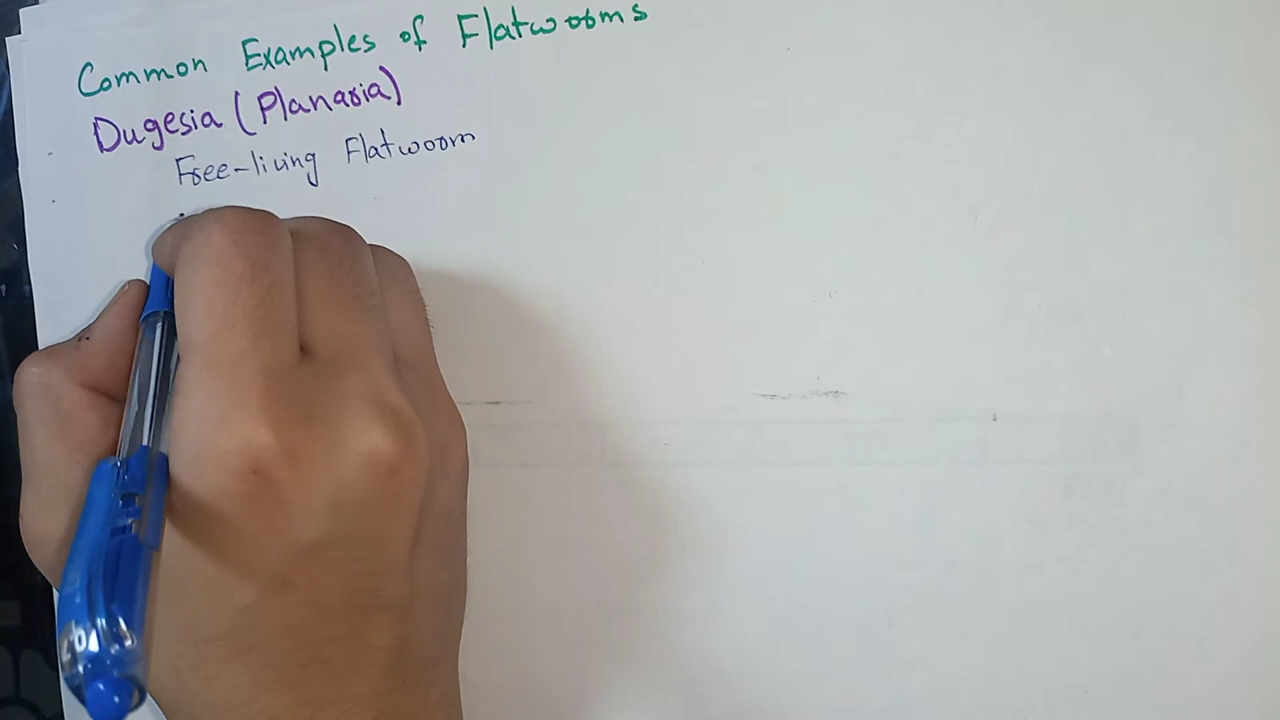 Common Examples of Flatworms
Dugesia (Planaria)
Free-living Flatworm